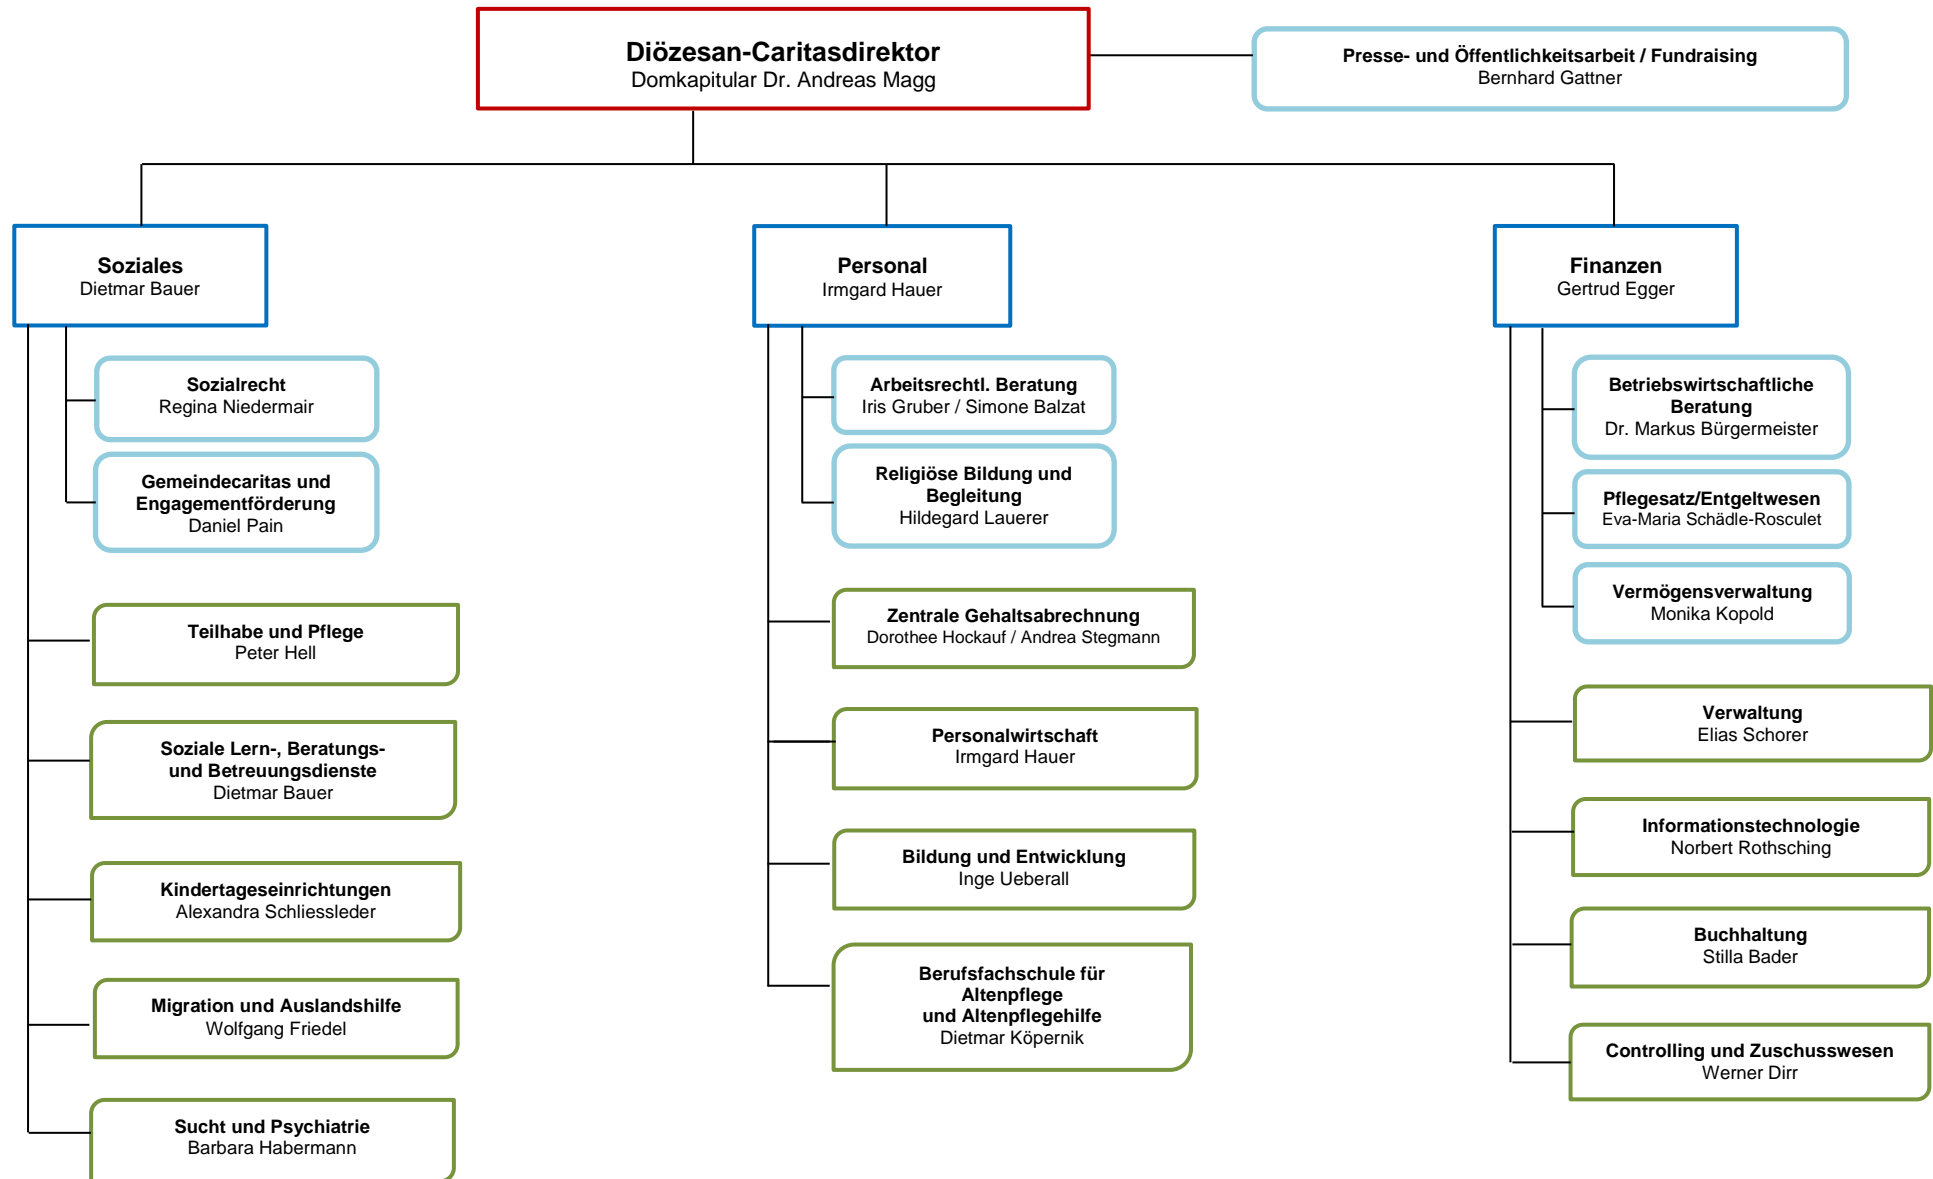 Diözesan-Caritasdirektor
Domkapitular Dr. Andreas Magg
Presse- und Öffentlichkeitsarbeit / Fundraising
Bernhard Gattner
Soziales
Dietmar Bauer
Sozialrecht
Regina Niedermair
Gemeindecaritas und
Engagementförderung
Daniel Pain
Teilhabe und Pflege
Peter Hell
Soziale Lern-, Beratungs-
und Betreuungsdienste
Dietmar Bauer
Kindertageseinrichtungen
Alexandra Schliessleder
Migration und Auslandshilfe
Wolfgang Friedel
Sucht und Psychiatrie
Barbara Habermann
Personal
Irmgard Hauer
Arbeitsrechtl. Beratung
Iris Gruber / Simone Balzat
Religiöse Bildung und
Begleitung
Hildegard Lauerer
Zentrale Gehaltsabrechnung
Dorothee Hockauf / Andrea Stegmann
Personalwirtschaft
Irmgard Hauer
Bildung und Entwicklung
Inge Ueberall
Berufsfachschule für
Altenpflege
und Altenpflegehilfe
Dietmar Köpernik
Finanzen
Gertrud Egger
Betriebswirtschaftliche
Beratung
Dr. Markus Bürgermeister
Pflegesatz/Entgeltwesen
Eva-Maria Schädle-Rosculet
Vermögensverwaltung
Monika Kopold
Verwaltung
Elias Schorer
Informationstechnologie
Norbert Rothsching
Buchhaltung
Stilla Bader
Controlling und Zuschusswesen
Werner Dirr